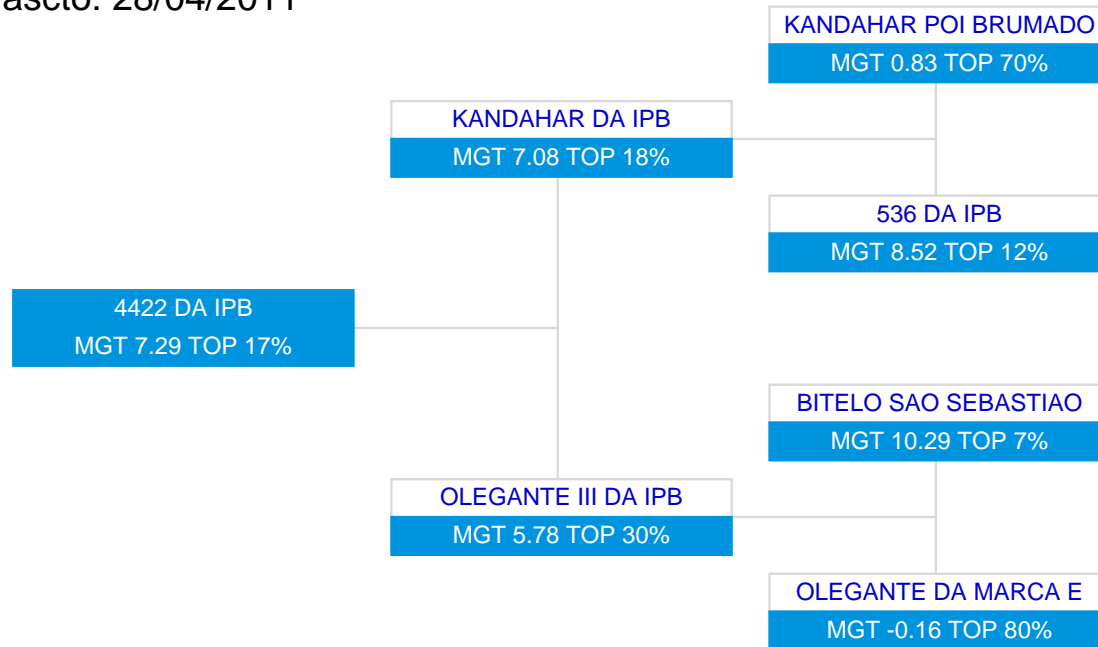 28/04/2011
KANDAHAR POI BRUMADO
MGT 0.83 TOP 70%
KANDAHAR DA IPB
MGT 7.08 TOP 18%
536 DA IPB
MGT 8.52 TOP 12%
4422 DA IPB
MGT 7.29 TOP 17%
BITELO SAO SEBASTIAO
MGT 10.29 TOP 7%
OLEGANTE III DA IPB
MGT 5.78 TOP 30%
OLEGANTE DA MARCA E
MGT -0.16 TOP 80%